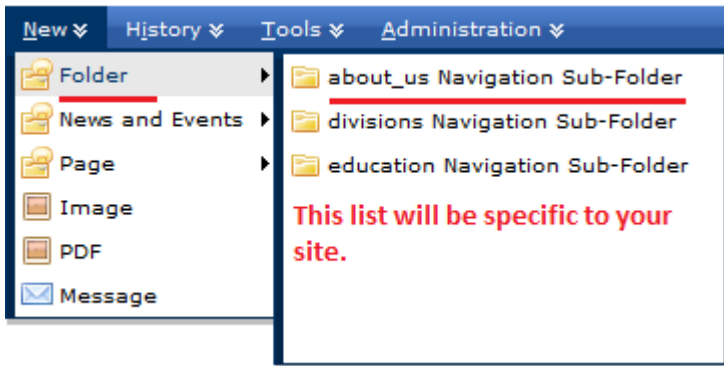 New History Tools Administration
Folder
News and Events
Page
Image
PDF
Message
about_us Navigation Sub-Folder
divisions Navigation Sub-Folder
education Navigation Sub-Folder
This list will be specific to your
site.